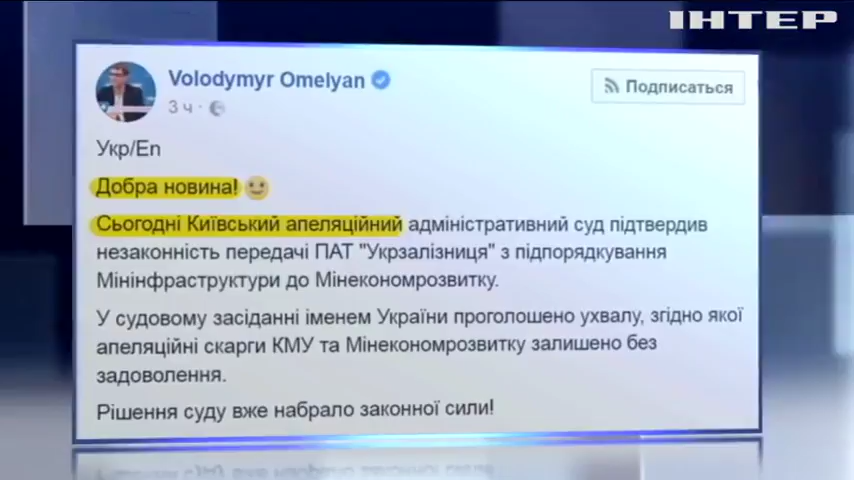 ІНТЕР
Volodymyr Omelyan
3 ч ·
Подписаться
Укр/En
Добра новина!
Сьогодні Київський апеляційний адміністративний суд підтвердив
незаконність передачі ПАТ "Укрзалізниця" з підпорядкування
Мінінфраструктури до Мінекономрозвитку.
У судовому засіданні іменем України проголошено ухвалу, згідно якої
апеляційні скарги КМУ та Мінекономрозвитку залишено без
задоволення.
Рішення суду вже набрало законної сили!